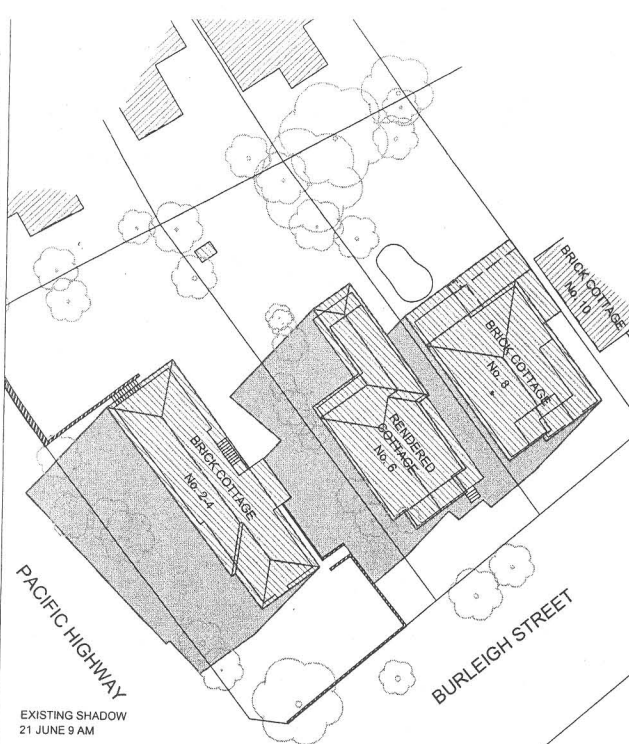 BRICK COTTAGE
No. 10
BRICK COTTAGE
No. 8
RENDERED
COTTAGE
No. 6
BRICK COTTAGE
No. 2-4
PACIFIC HIGHWAY
BURLEIGH STREET
EXISTING SHADOW
21 JUNE 9 AM